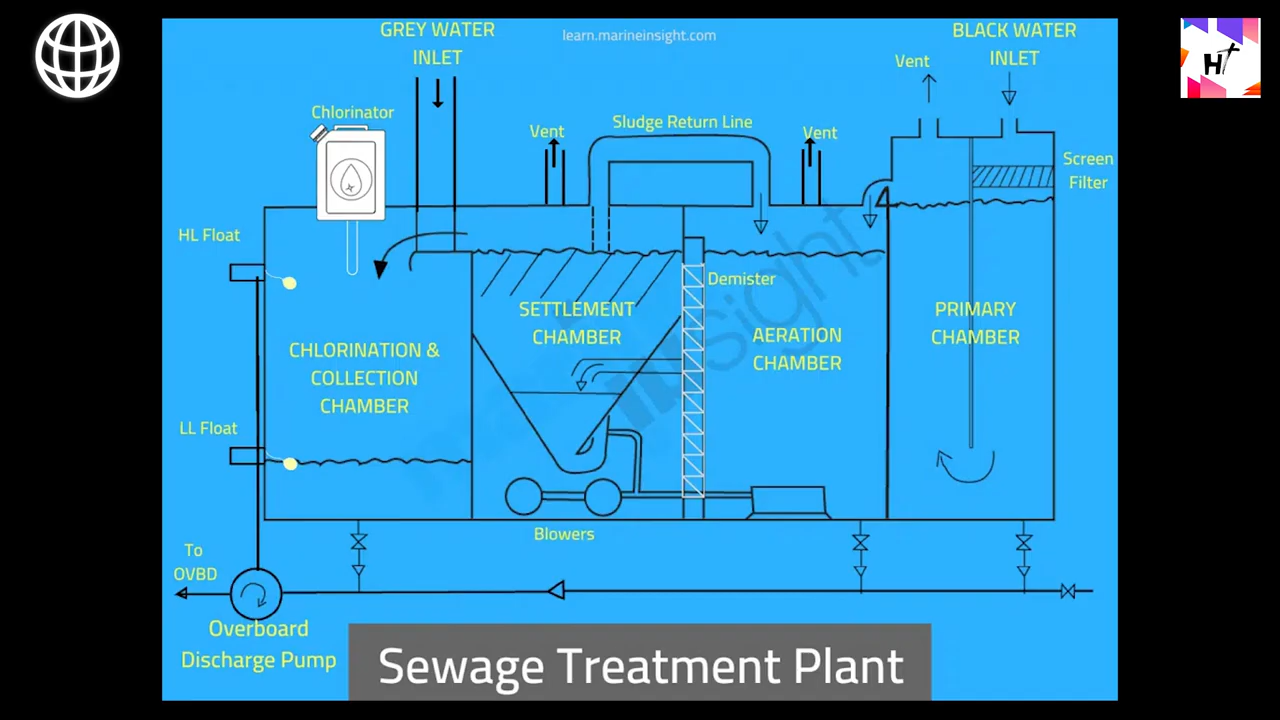 GREY WATER
INLET
learn.marineinsight.com
BLACK WATER
INLET
Vent
Chlorinator
Vent
Sludge Return Line
Vent
Screen
Filter
HL Float
Demister
SETTLEMENT
CHAMBER
PRIMARY
CHAMBER
AERATION
CHAMBER
CHLORINATION &
COLLECTION
CHAMBER
LL Float
Blowers
To
OVBD
Overboard
Discharge Pump
Sewage Treatment Plant
HT